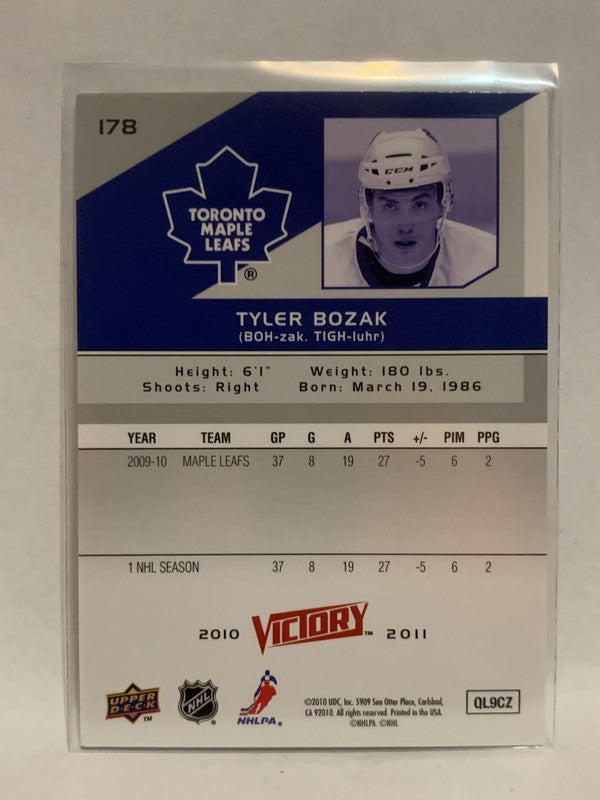 178
TORONTO
MAPLE
LEAFS
®
CCM
TYLER BOZAK
(BOH-zak, TIGH-luhr)
Height: 6'1" Weight: 180 lbs.
Shoots: Right Born: March 19, 1986
YEAR TEAM GP G A PTS +/- PIM PPG
2009-10 MAPLE LEAFS 37 8 19 27 -5 6 2
1 NHL SEASON 37 8 19 27 -5 6 2
2010 VICTORY™ 2011
UPPER
D·E·C·K
™
NHL
NHLPA®
©2010 UDC, Inc. 5909 Sea Otter Place, Carlsbad,
CA 92010. All rights reserved. Printed in the USA.
©NHLPA. ©NHL
QL9CZ